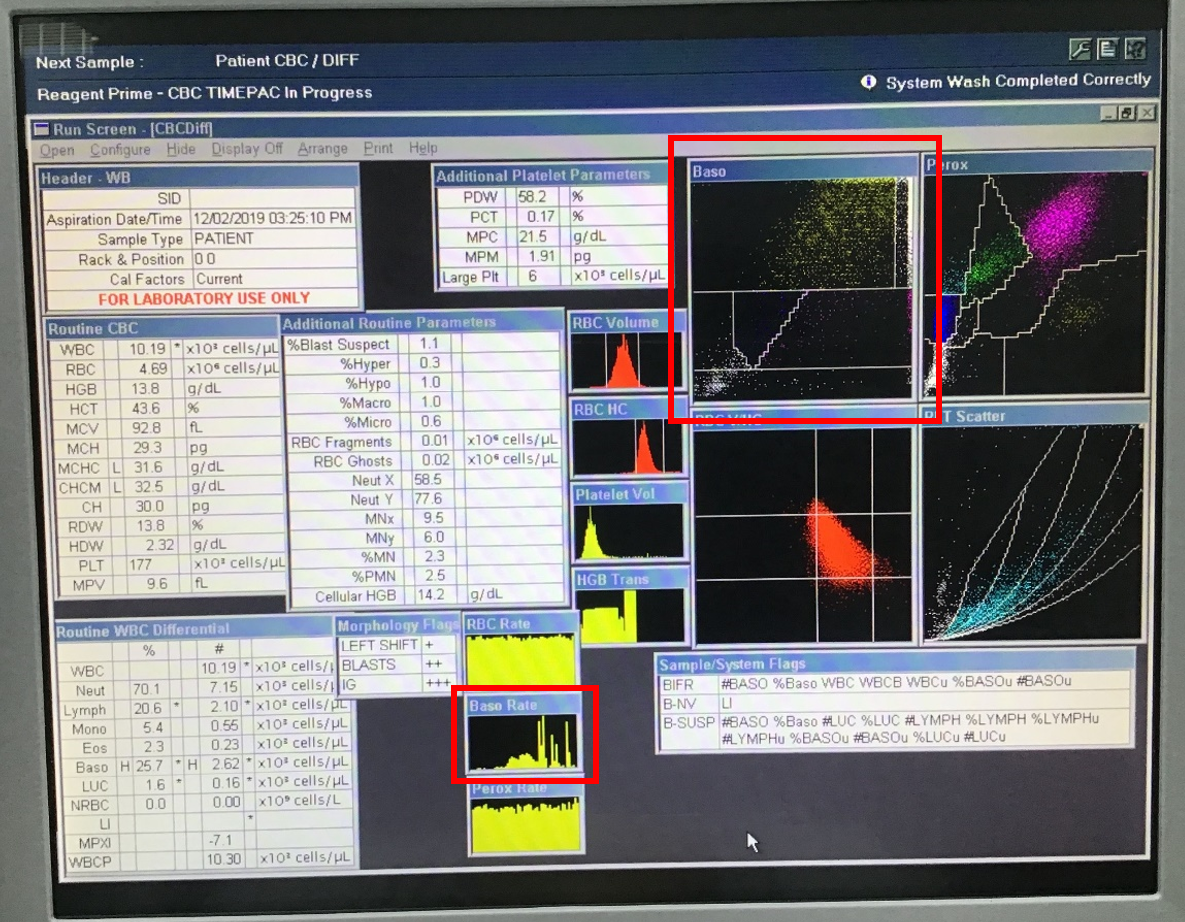 Next Sample : Patient CBC / DIFF
Reagent Prime - CBC TIMEPAC In Progress
System Wash Completed Correctly
Run Screen - [CBCDiff]
Open Configure Hide Display Off Arrange Print Help
Header - WB
SID
Aspiration Date/Time 12/02/2019 03:25:10 PM
Sample Type PATIENT
Rack & Position 0 0
Cal Factors Current
FOR LABORATORY USE ONLY
Additional Platelet Parameters
PDW 58.2 %
PCT 0.17 %
MPC 21.5 g/dL
MPM 1.91 pg
Large Plt 6 x10³ cells/µL
Baso
Perox
Routine CBC
WBC 10.19 * x10³ cells/µL
RBC 4.69 x10⁶ cells/µL
HGB 13.8 g/dL
HCT 43.6 %
MCV 92.8 fL
MCH 29.3 pg
MCHC L 31.6 g/dL
CHCM L 32.5 g/dL
CH 30.0 pg
RDW 13.8 %
HDW 2.32 g/dL
PLT 177 x10³ cells/µL
MPV 9.6 fL
Additional Routine Parameters
%Blast Suspect 1.1
%Hyper 0.3
%Hypo 1.0
%Macro 1.0
%Micro 0.6
RBC Fragments 0.01 x10⁶ cells/µL
RBC Ghosts 0.02 x10⁶ cells/µL
Neut X 58.5
Neut Y 77.6
MNx 9.5
MNy 6.0
%MN 2.3
%PMN 2.5
Cellular HGB 14.2 g/dL
RBC Volume
RBC HC
Platelet Vol
HGB Trans
RBC V/HC
PLT Scatter
Routine WBC Differential
% #
WBC 10.19 * x10³ cells/µ
Neut 70.1 7.15 x10³ cells/µ
Lymph 20.6 * 2.10 * x10³ cells/µL
Mono 5.4 0.55 x10³ cells/µL
Eos 2.3 0.23 x10³ cells/µL
Baso H 25.7 * H 2.62 * x10³ cells/µL
LUC 1.6 * 0.16 * x10³ cells/µL
NRBC 0.0 0.00 x10⁹ cells/L
LI *
MPXI -7.1
WBCP 10.30 x10³ cells/µL
Morphology Flags
LEFT SHIFT +
BLASTS ++
IG +++
RBC Rate
Baso Rate
Perox Rate
Sample/System Flags
BIFR #BASO %Baso WBC WBCB WBCu %BASOu #BASOu
B-NV LI
B-SUSP #BASO %Baso #LUC %LUC #LYMPH %LYMPH %LYMPHu
#LYMPHu %BASOu #BASOu %LUCu #LUCu